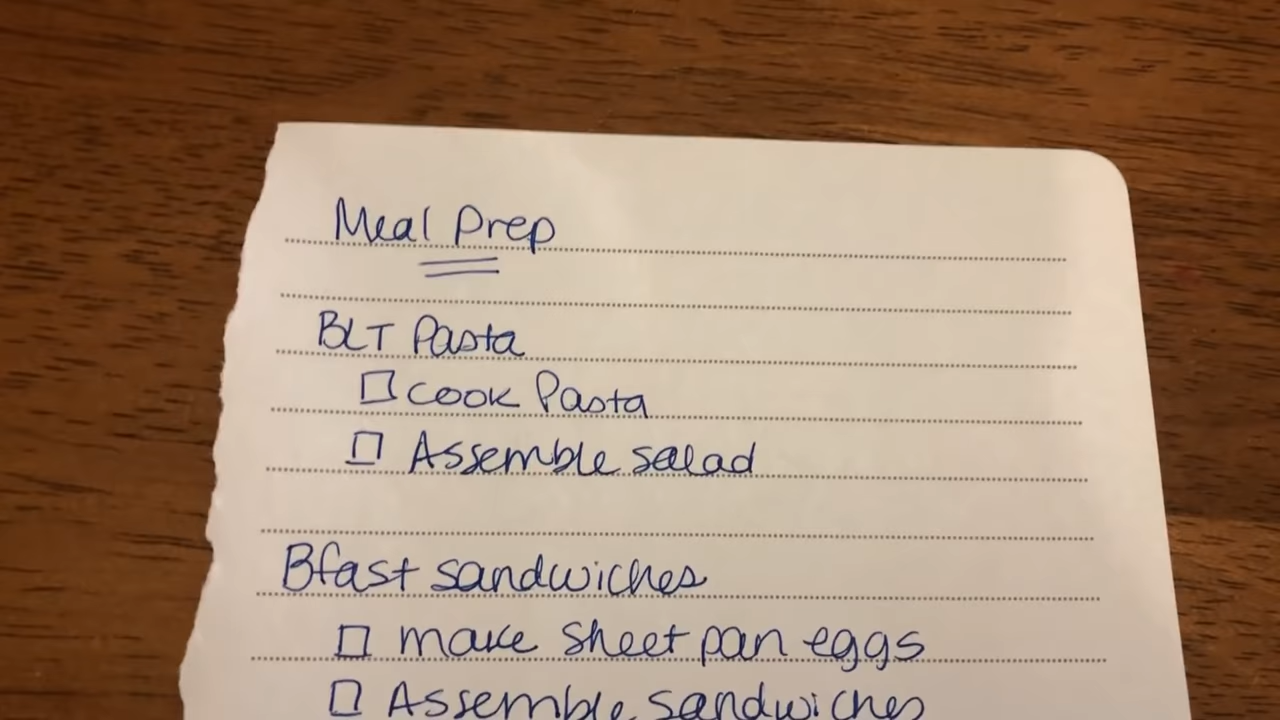 Meal Prep
BLT Pasta
☐ cook Pasta
☐ Assemble salad
Bfast sandwiches
☐ make sheet pan eggs
☐ Assemble sandwiches